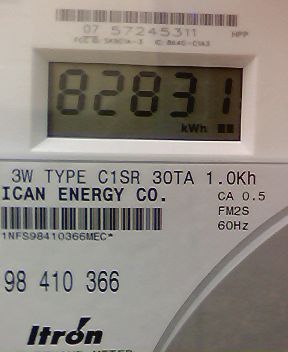 07 57245311 HPP
82831
kWh
3W TYPE C1SR 30TA 1.0Kh
ICAN ENERGY CO. CA 0.5
FM2S
60Hz
1NFS98410366MEC*
98 410 366
Itron